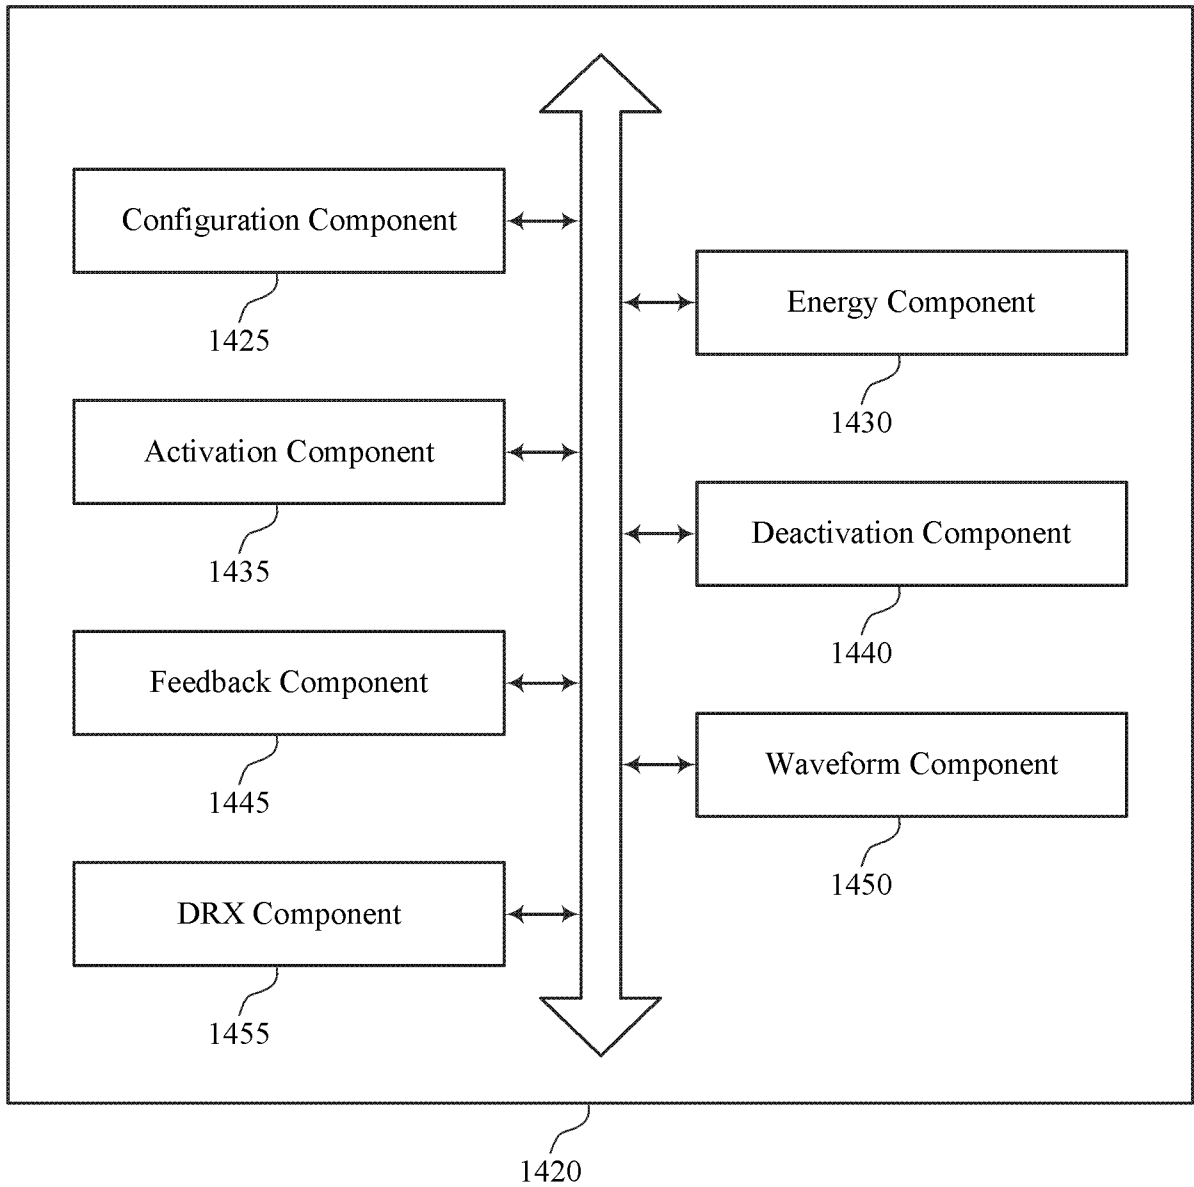 Configuration Component
1425
Energy Component
1430
Activation Component
1435
Deactivation Component
1440
Feedback Component
1445
Waveform Component
1450
DRX Component
1455
1420